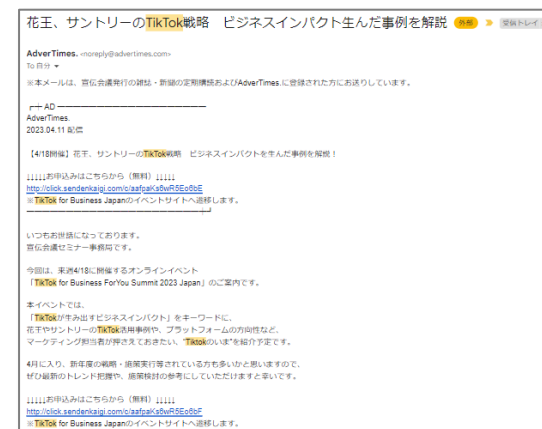 花王、サントリーのTikTok戦略　ビジネスインパクト生んだ事例を解説 外部 受信トレイ
AdverTimes. <noreply@advertimes.com>
To 自分
※本メールは、宣伝会議発行の雑誌・新聞の定期購読およびAdverTimes.に登録された方にお送りしています。
┏┿ AD ━━━━━━━━━━━━━━━━━━━
AdverTimes.
2023.04.11 配信
【4/18開催】花王、サントリーのTikTok戦略　ビジネスインパクトを生んだ事例を解説！
↓↓↓↓↓お申込みはこちらから（無料）↓↓↓↓↓
http://click.sendenkaigi.com/c/aafpaKs6wR5Eo6bE
※TikTok for Business Japanのイベントサイトへ遷移します。
━━━━━━━━━━━━━━━━━━━━━━┿┛
いつもお世話になっております。
宣伝会議セミナー事務局です。
今回は、来週4/18に開催するオンラインイベント
「TikTok for Business ForYou Summit 2023 Japan」のご案内です。
本イベントでは、
「TikTokが生み出すビジネスインパクト」をキーワードに、
花王やサントリーのTikTok活用事例や、プラットフォームの方向性など、
マーケティング担当者が押さえておきたい、"Tiktokのいま"を紹介予定です。
4月に入り、新年度の戦略・施策実行等されている方も多いかと思いますので、
ぜひ最新のトレンド把握や、施策検討の参考にしていただけますと幸いです。
↓↓↓↓↓お申込みはこちらから（無料）↓↓↓↓↓
http://click.sendenkaigi.com/c/aafpaKs6wR5Eo6bF
※TikTok for Business Japanのイベントサイトへ遷移します。